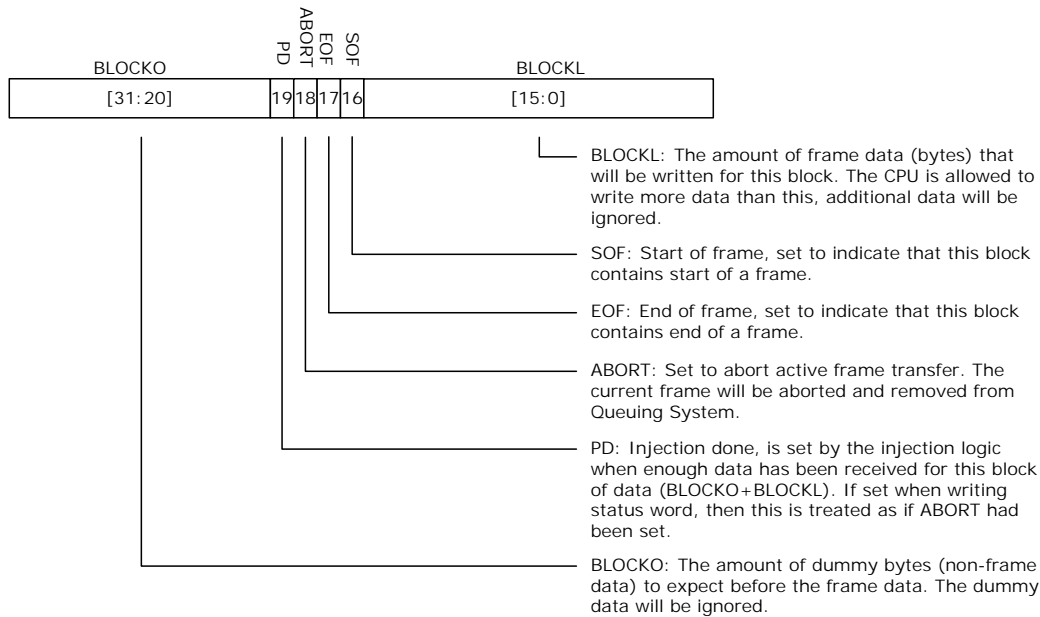 PD
ABORT
EOF
SOF
BLOCKO
BLOCKL
[31:20]
19
18
17
16
[15:0]
BLOCKL: The amount of frame data (bytes) that
will be written for this block. The CPU is allowed to
write more data than this, additional data will be
ignored.
SOF: Start of frame, set to indicate that this block
contains start of a frame.
EOF: End of frame, set to indicate that this block
contains end of a frame.
ABORT: Set to abort active frame transfer. The
current frame will be aborted and removed from
Queuing System.
PD: Injection done, is set by the injection logic
when enough data has been received for this block
of data (BLOCKO+BLOCKL). If set when writing
status word, then this is treated as if ABORT had
been set.
BLOCKO: The amount of dummy bytes (non-frame
data) to expect before the frame data. The dummy
data will be ignored.